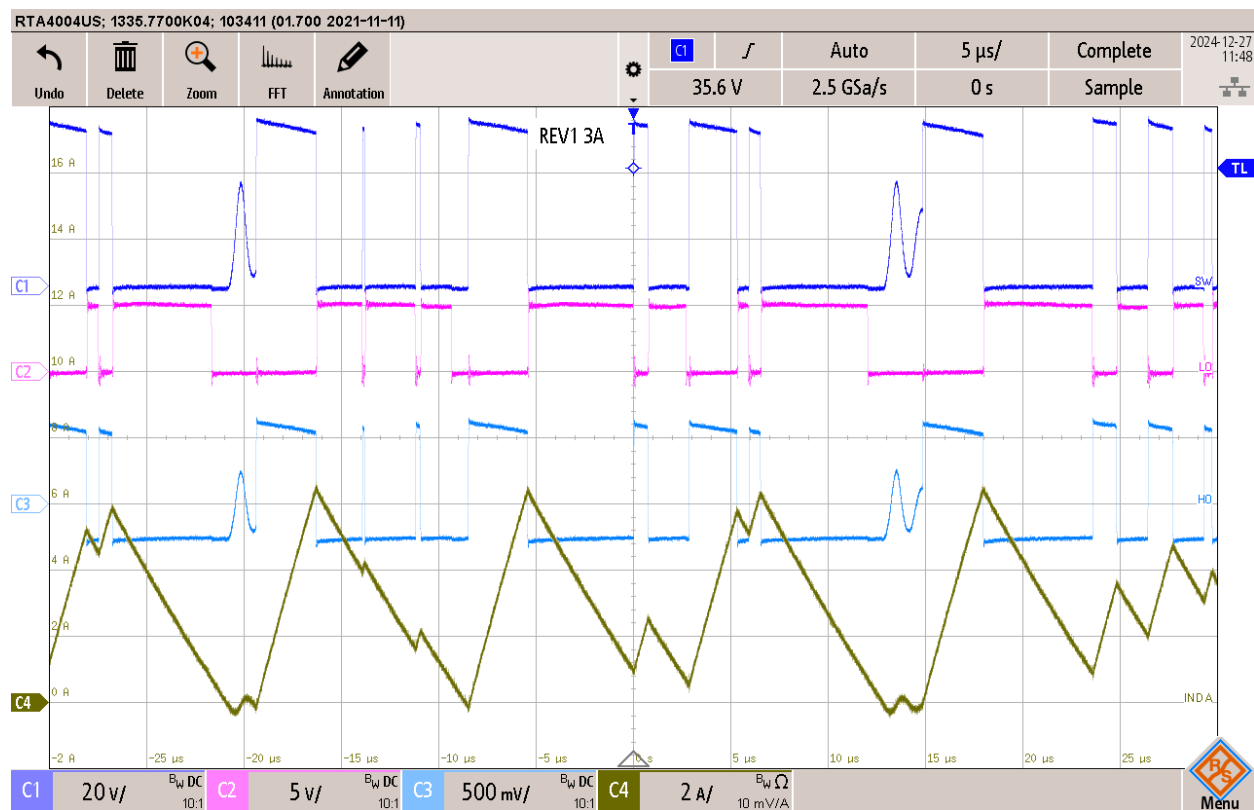 RTA4004US; 1335.7700K04; 103411 (01.700 2021-11-11)
Undo Delete Zoom FFT Annotation
C1 Auto 5 µs/ Complete
35.6 V 2.5 GSa/s 0 s Sample
2024-12-27
11:48
REV1 3A
T
TL
16 A
14 A
C1
SW
12 A
10 A
C2
LO
8 A
6 A
C3
HO
4 A
2 A
0 A
C4
IND A
-2 A -25 µs -20 µs -15 µs -10 µs -5 µs 0 s 5 µs 10 µs 15 µs 20 µs 25 µs
C1 20 V/ BW DC 10:1 C2 5 V/ BW DC 10:1 C3 500 mV/ BW DC 10:1 C4 2 A/ BW Ω 10 mV/A
R S
Menu